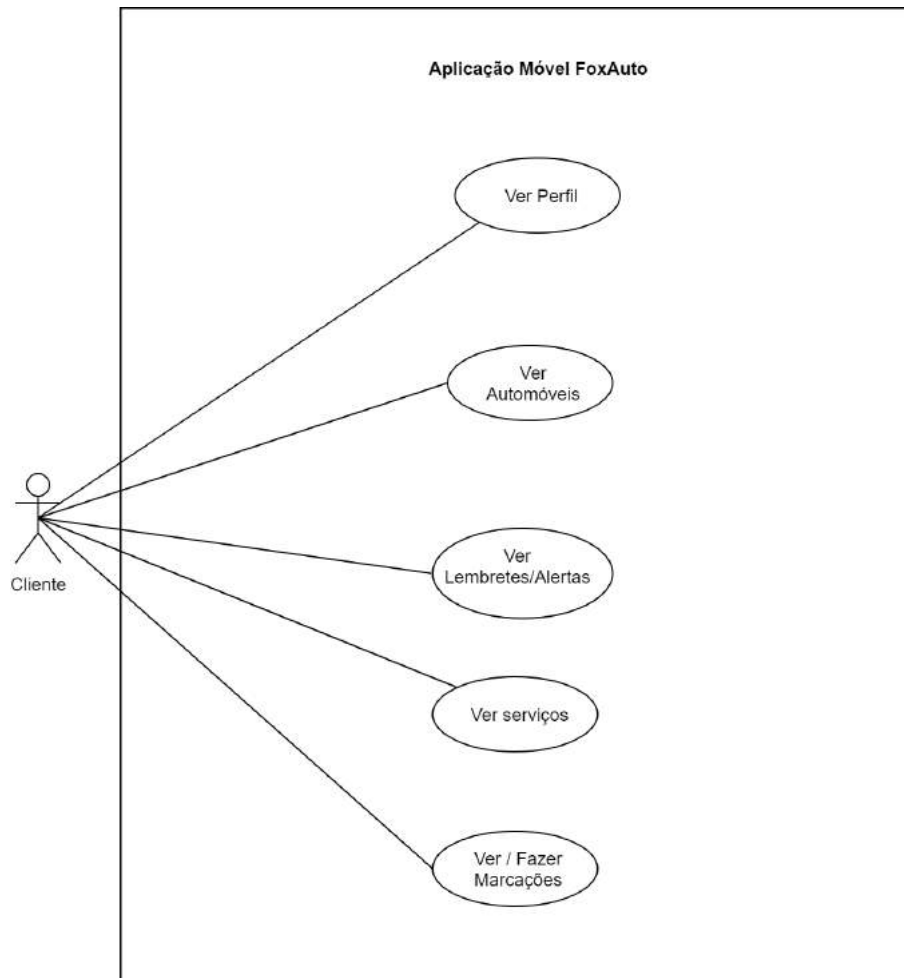 Aplicação Móvel FoxAuto
Ver Perfil
Ver
Automóveis
Ver
Lembretes/Alertas
Cliente
Ver serviços
Ver / Fazer
Marcações